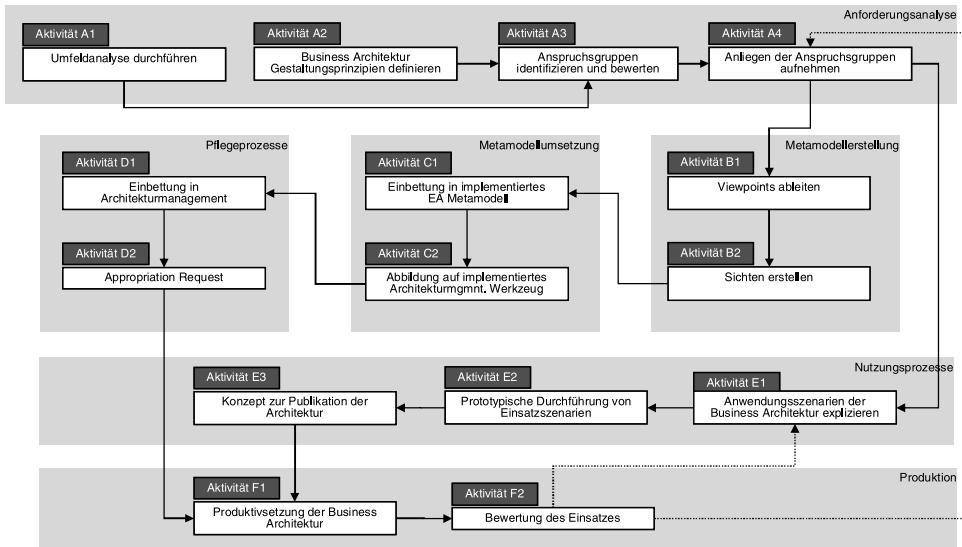 Anforderungsanalyse
Aktivität A1
Umfeldanalyse durchführen
Aktivität A2
Business Architektur
Gestaltungsprinzipien definieren
Aktivität A3
Anspruchsgruppen
identifizieren und bewerten
Aktivität A4
Anliegen der Anspruchsgruppen
aufnehmen
Pflegeprozesse
Aktivität D1
Einbettung in
Architekturmanagement
Aktivität D2
Appropriation Request
Metamodellumsetzung
Aktivität C1
Einbettung in implementiertes
EA Metamodell
Aktivität C2
Abbildung auf implementiertes
Architekturmgmnt. Werkzeug
Metamodellerstellung
Aktivität B1
Viewpoints ableiten
Aktivität B2
Sichten erstellen
Nutzungsprozesse
Aktivität E3
Konzept zur Publikation der
Architektur
Aktivität E2
Prototypische Durchführung von
Einsatzszenarien
Aktivität E1
Anwendungsszenarien der
Business Architektur explizieren
Produktion
Aktivität F1
Produktivsetzung der Business
Architektur
Aktivität F2
Bewertung des Einsatzes